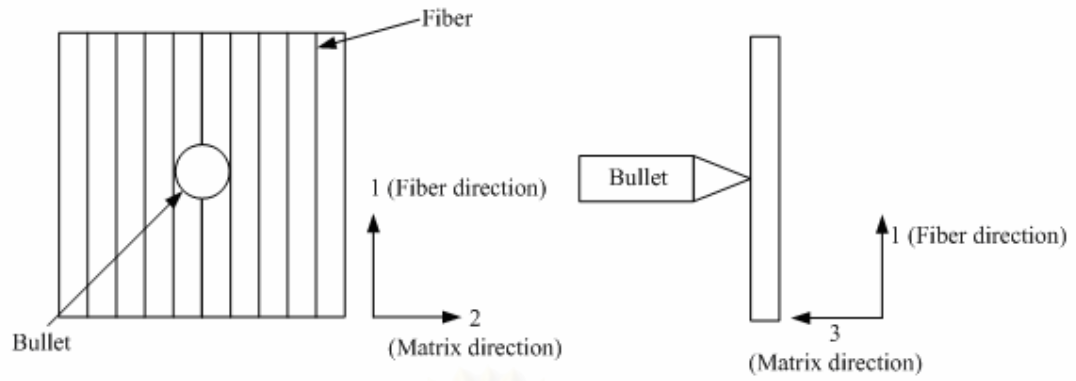 Fiber
Bullet
1 (Fiber direction)
2
(Matrix direction)
Bullet
1 (Fiber direction)
3
(Matrix direction)